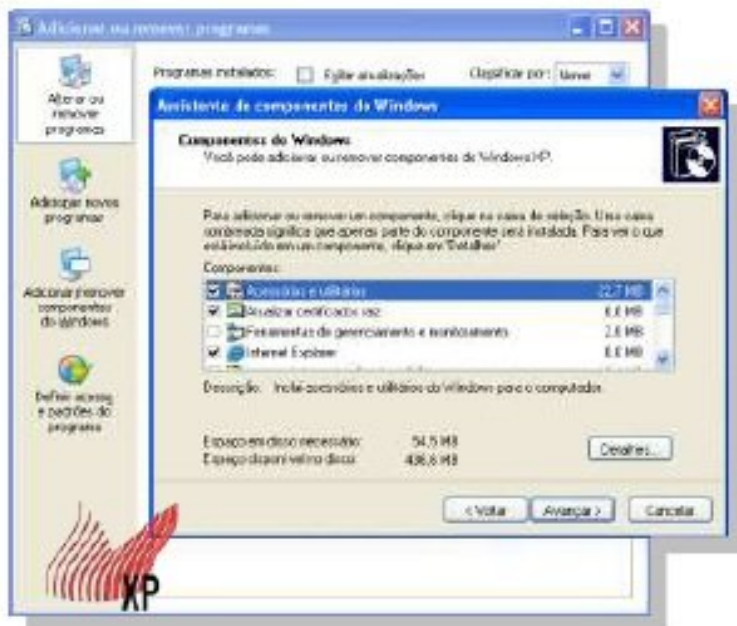 Adicionar ou remover programas
Alterar ou
remover
programas
Adicionar novos
programas
Adicionar/remover
componentes
do Windows
Definir acesso
e padrões do
programa
Programas instalados:
Exibir atualizações
Classificar por: Nome
Assistente de componentes do Windows
Componentes do Windows
Você pode adicionar ou remover componentes do Windows XP.
Para adicionar ou remover um componente, clique na caixa de seleção. Uma caixa
sombreada significa que apenas parte do componente será instalada. Para ver o que
está incluído em um componente, clique em 'Detalhes'.
Componentes:
Acessórios e utilitários 22,7 MB
Atualizar certificados raiz 0,0 MB
Ferramentas de gerenciamento e monitoramento 2,0 MB
Internet Explorer 0,0 MB
Descrição: Inclui acessórios e utilitários do Windows para o computador.
Espaço em disco necessário: 54,5 MB
Espaço disponível no disco: 436,6 MB
Detalhes...
< Voltar
Avançar >
Cancelar
XP